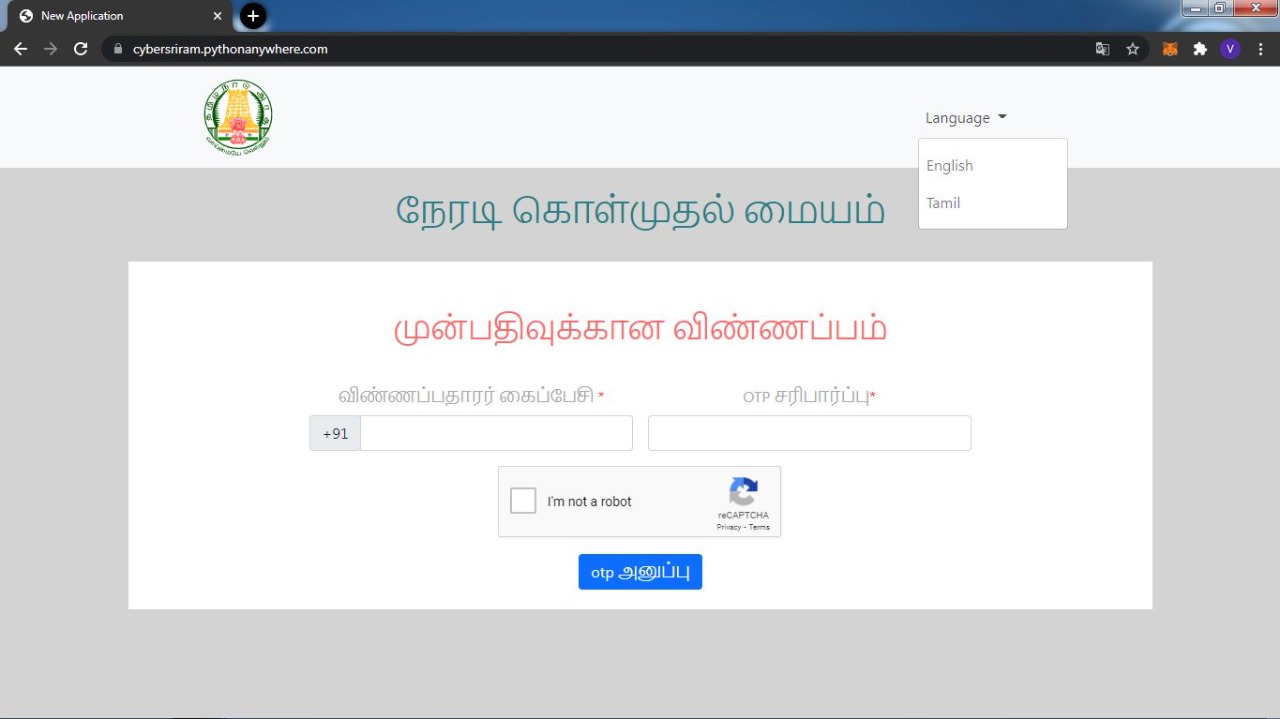 New Application
cybersriram.pythonanywhere.com
V
Language
English
Tamil
நேரடி கொள்முதல் மையம்
முன்பதிவுக்கான விண்ணப்பம்
விண்ணப்பதாரர் கைப்பேசி *
OTP சரிபார்ப்பு*
+91
I'm not a robot
reCAPTCHA
Privacy - Terms
otp அனுப்பு